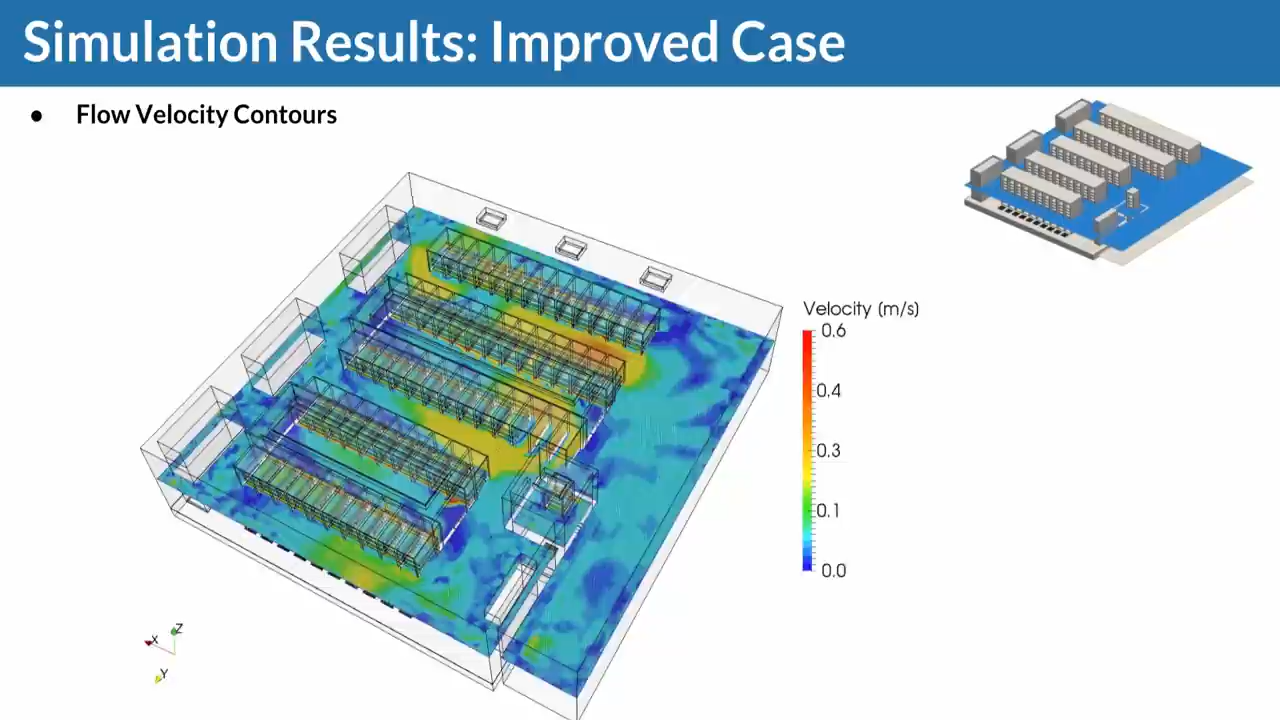 Simulation Results: Improved Case
● Flow Velocity Contours
Velocity (m/s)
0.6
0.4
0.3
0.1
0.0
X
Z
Y